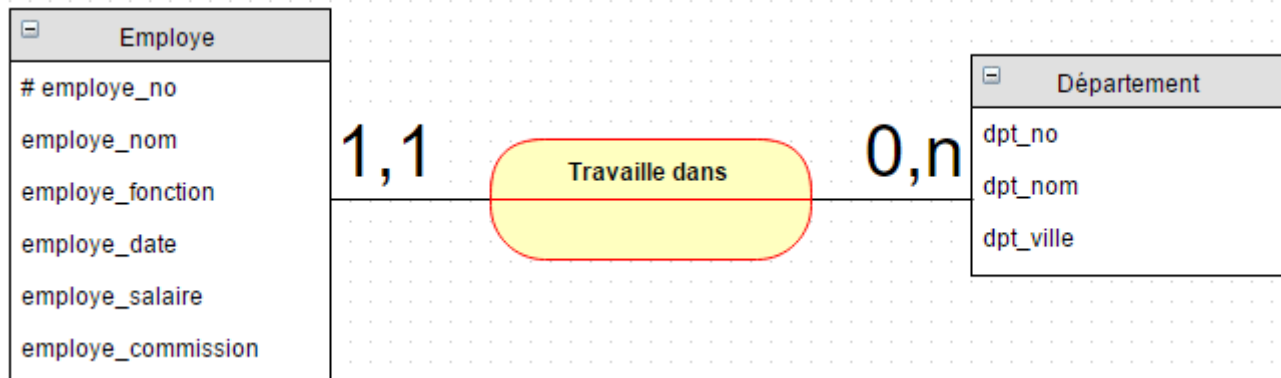 Employe
# employe_no
employe_nom
employe_fonction
employe_date
employe_salaire
employe_commission
1,1
Travaille dans
0,n
Département
dpt_no
dpt_nom
dpt_ville